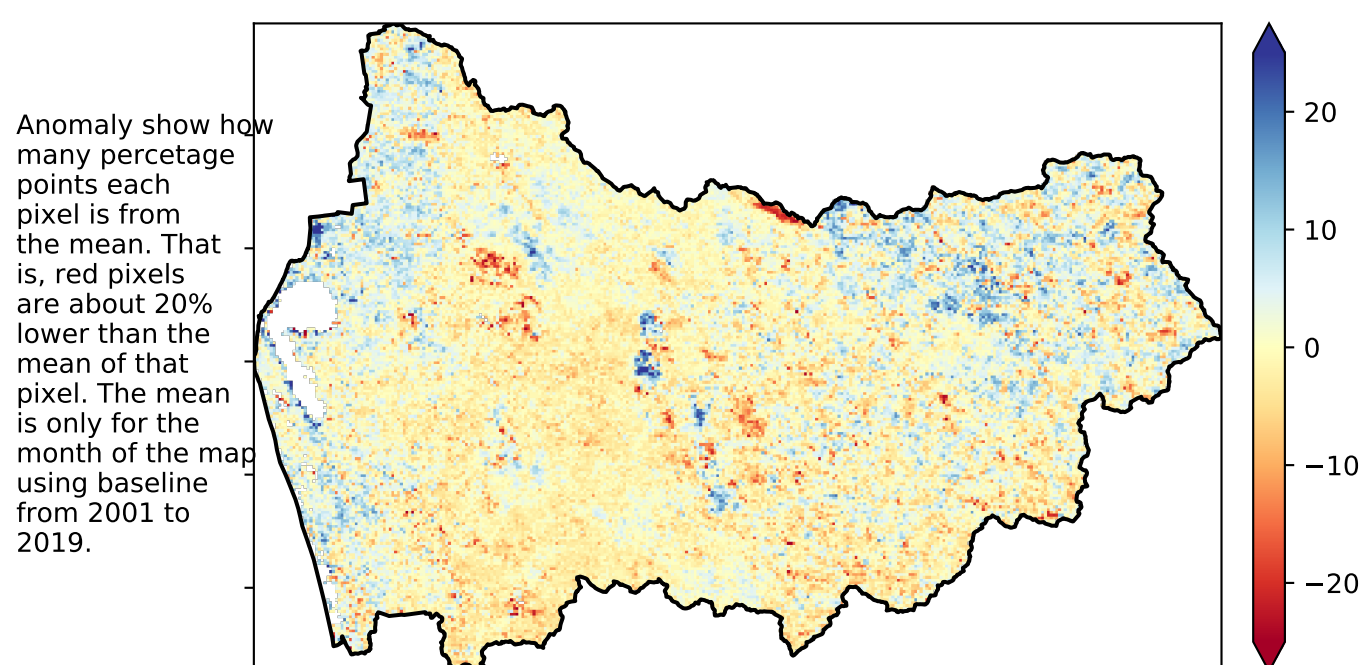 Anomaly show how
many percetage
points each
pixel is from
the mean. That
is, red pixels
are about 20%
lower than the
mean of that
pixel. The mean
is only for the
month of the map
using baseline
from 2001 to
2019.
20
10
0
−10
−20